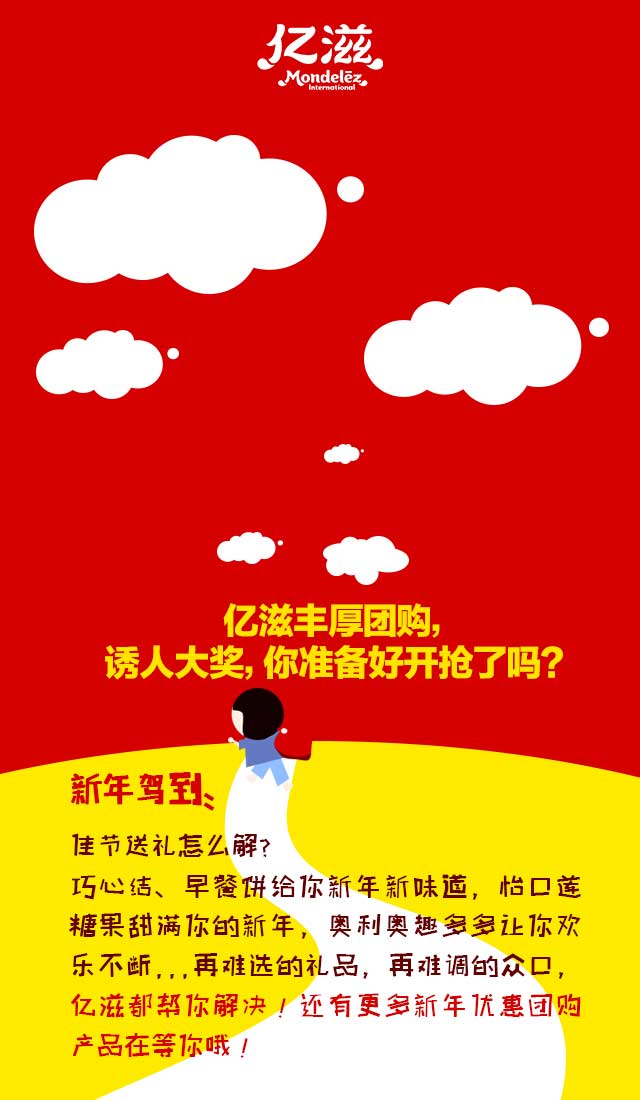 亿滋
Mondelēz
International
亿滋丰厚团购,
诱人大奖, 你准备好开抢了吗?
新年驾到
佳节送礼怎么解?
巧心结、早餐饼给你新年新味道, 怡口莲
糖果甜满你的新年, 奥利奥趣多多让你欢
乐不断...再难选的礼品, 再难调的众口,
亿滋都帮你解决! 还有更多新年优惠团购
产品在等你哦!